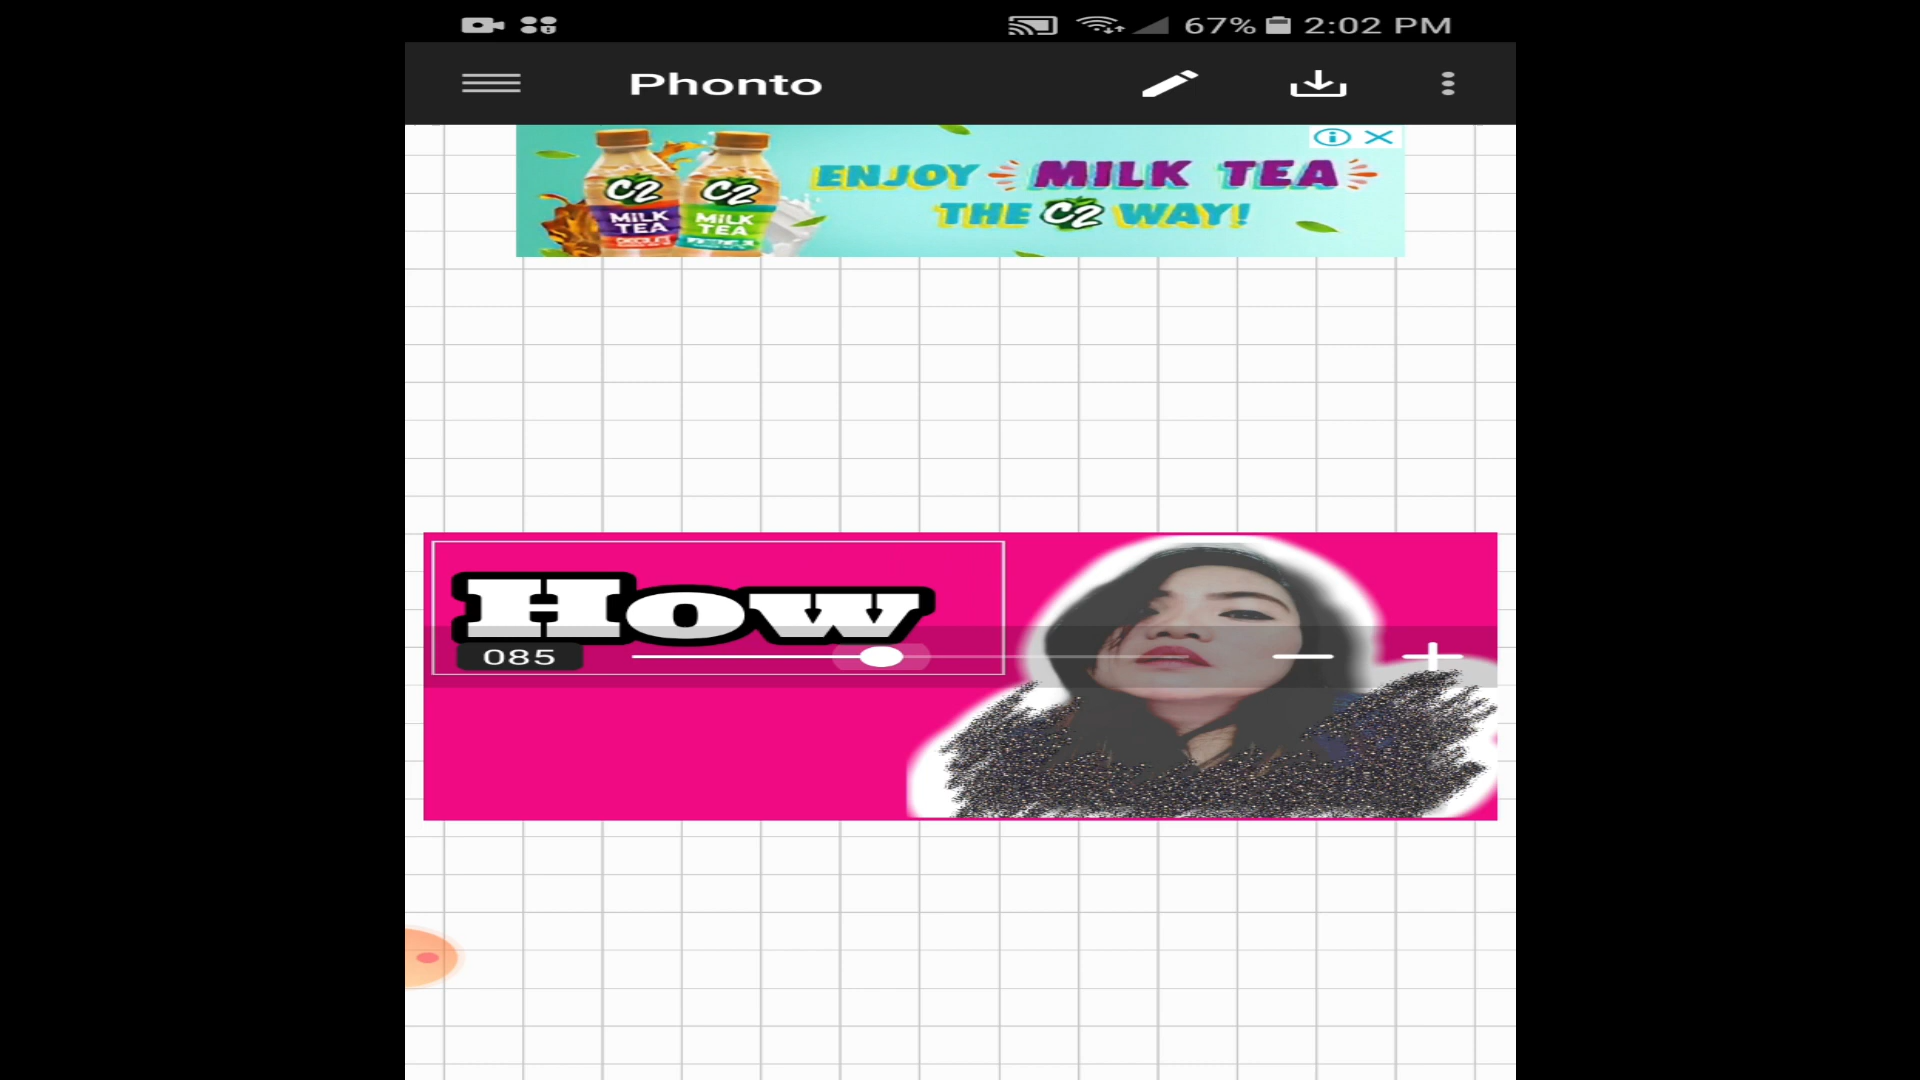 67% 2:02 PM
Phonto
ENJOY MILK TEA
THE C2 WAY!
C2 C2
MILK TEA MILK TEA
How
085